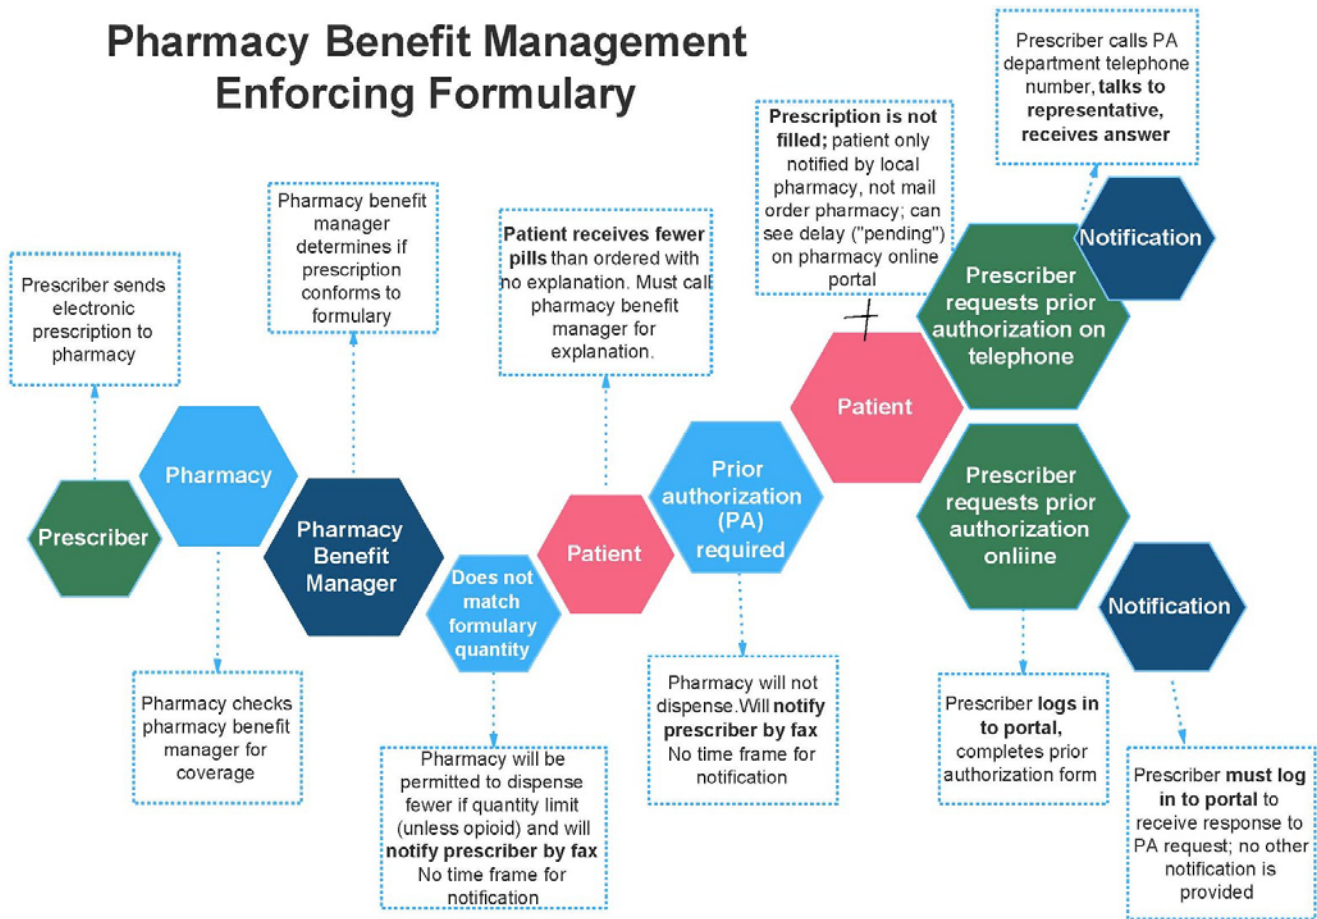 Pharmacy Benefit Management
Enforcing Formulary
Prescriber sends
electronic
prescription to
pharmacy
Prescriber
Pharmacy
Pharmacy checks
pharmacy benefit
manager for
coverage
Pharmacy benefit
manager
determines if
prescription
conforms to
formulary
Pharmacy
Benefit
Manager
Does not
match
formulary
quantity
Pharmacy will be
permitted to dispense
fewer if quantity limit
(unless opioid) and will
notify prescriber by fax
No time frame for
notification
Patient receives fewer
pills than ordered with
no explanation. Must call
pharmacy benefit
manager for
explanation.
Patient
Prior
authorization
(PA)
required
Pharmacy will not
dispense.Will notify
prescriber by fax
No time frame for
notification
Prescription is not
filled; patient only
notified by local
pharmacy, not mail
order pharmacy; can
see delay ("pending")
on pharmacy online
portal
Patient
Prescriber
requests prior
authorization on
telephone
Prescriber calls PA
department telephone
number, talks to
representative,
receives answer
Notification
Prescriber
requests prior
authorization
onliine
Prescriber logs in
to portal,
completes prior
authorization form
Notification
Prescriber must log
in to portal to
receive response to
PA request; no other
notification is
provided